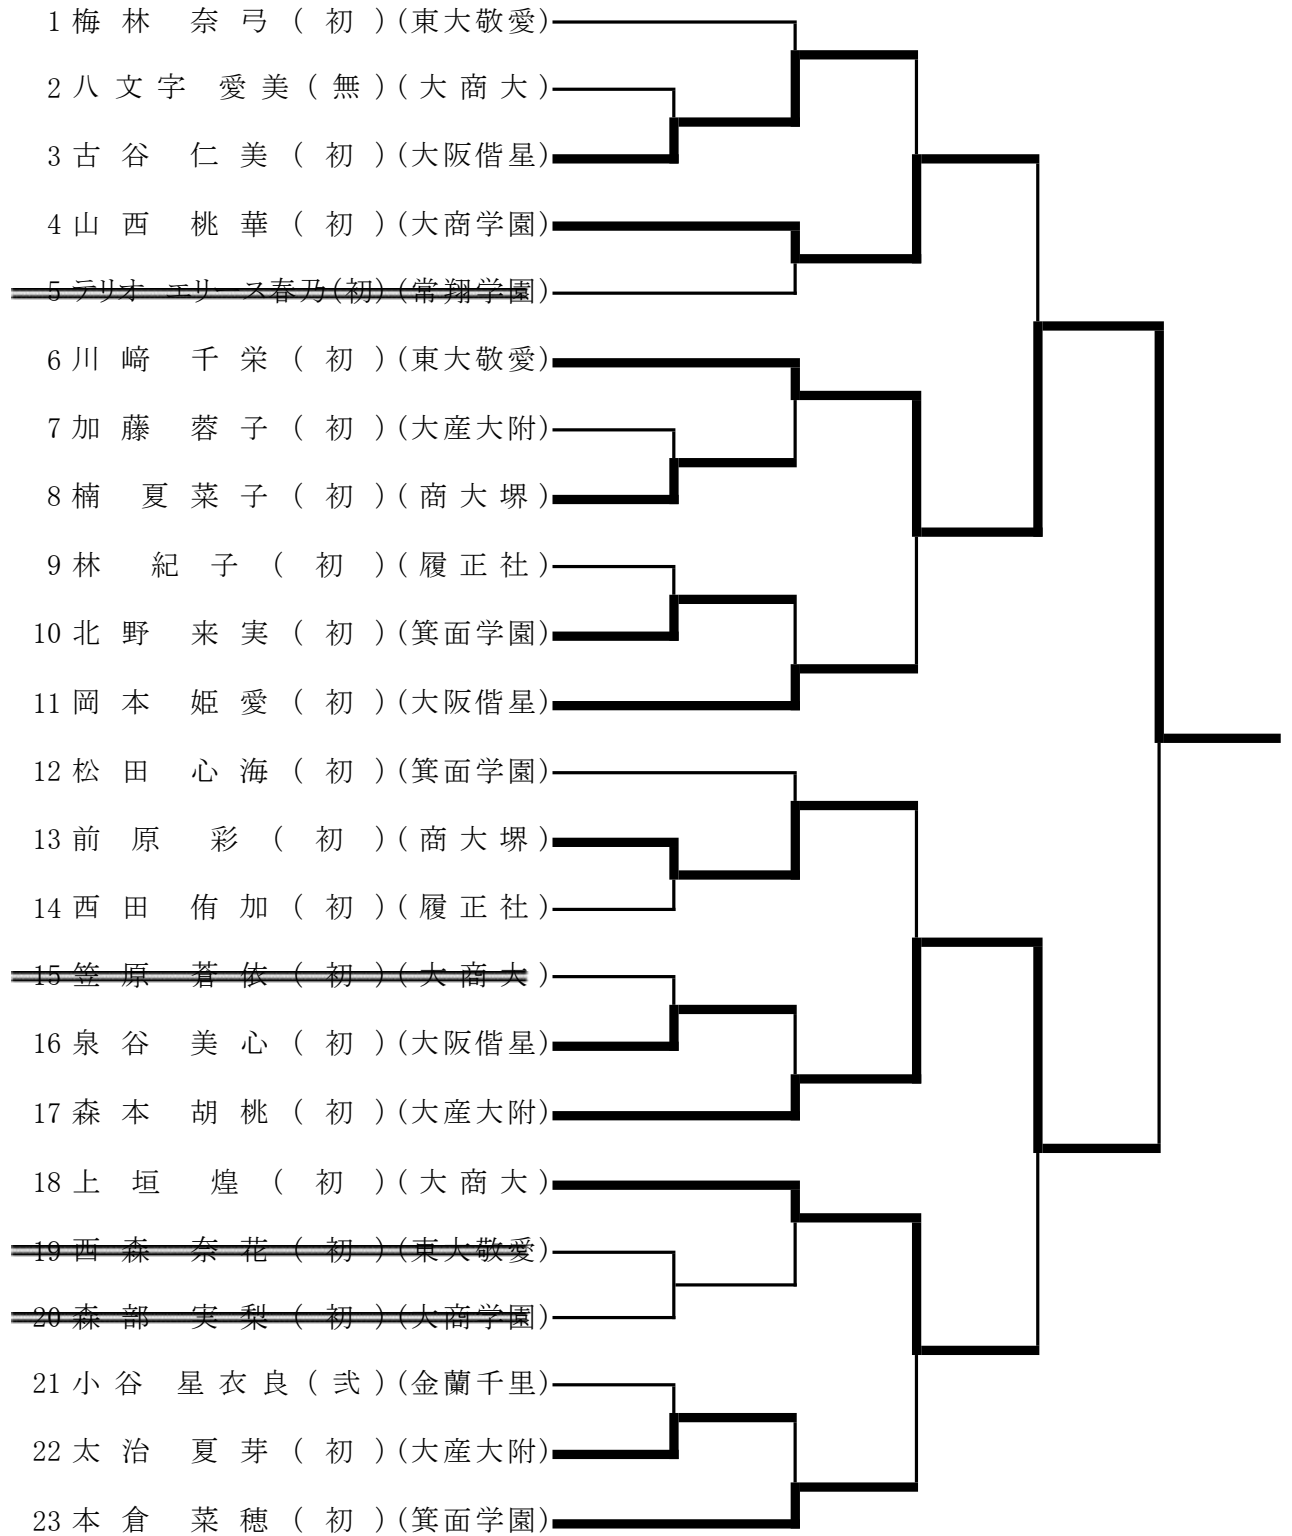 1 梅林 奈弓(初)(東大敬愛)
2 八文字 愛美(無)(大商大)
3 古谷 仁美(初)(大阪偕星)
4 山西 桃華(初)(大商学園)
5 テリオ エリース春乃(初)(常翔学園)
6 川﨑 千栄(初)(東大敬愛)
7 加藤 蓉子(初)(大産大附)
8 楠 夏菜子(初)(商大堺)
9 林 紀子(初)(履正社)
10 北野 来実(初)(箕面学園)
11 岡本 姫愛(初)(大阪偕星)
12 松田 心海(初)(箕面学園)
13 前原 彩(初)(商大堺)
14 西田 侑加(初)(履正社)
15 笠原 蒼依(初)(大商大)
16 泉谷 美心(初)(大阪偕星)
17 森本 胡桃(初)(大産大附)
18 上垣 煌(初)(大商大)
19 西森 奈花(初)(東大敬愛)
20 森部 実梨(初)(大商学園)
21 小谷 星衣良(弐)(金蘭千里)
22 太治 夏芽(初)(大産大附)
23 本倉 菜穂(初)(箕面学園)